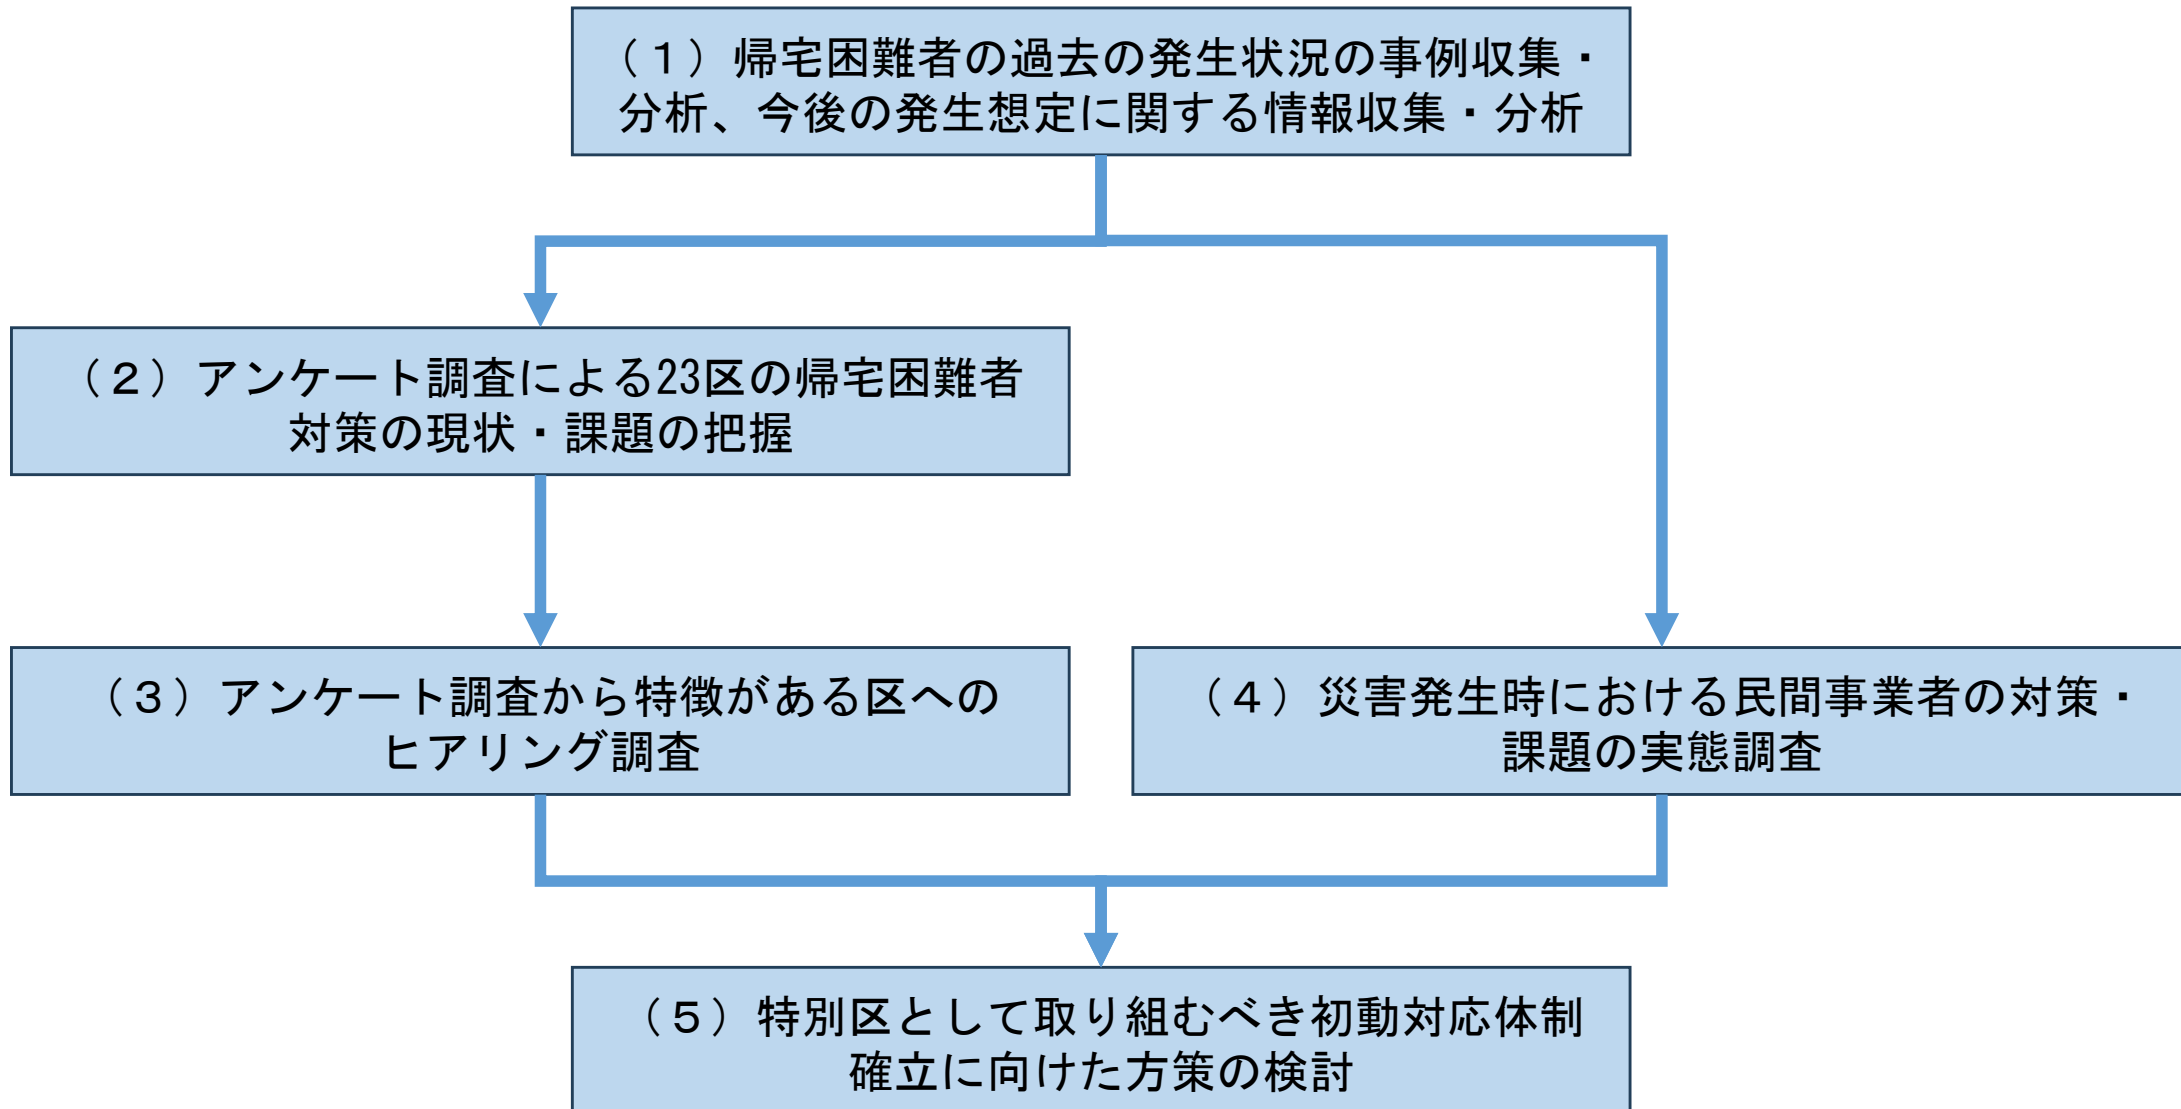 （１）帰宅困難者の過去の発生状況の事例収集・
分析、今後の発生想定に関する情報収集・分析
（２）アンケート調査による23区の帰宅困難者
対策の現状・課題の把握
（３）アンケート調査から特徴がある区への
ヒアリング調査
（４）災害発生時における民間事業者の対策・
課題の実態調査
（５）特別区として取り組むべき初動対応体制
確立に向けた方策の検討